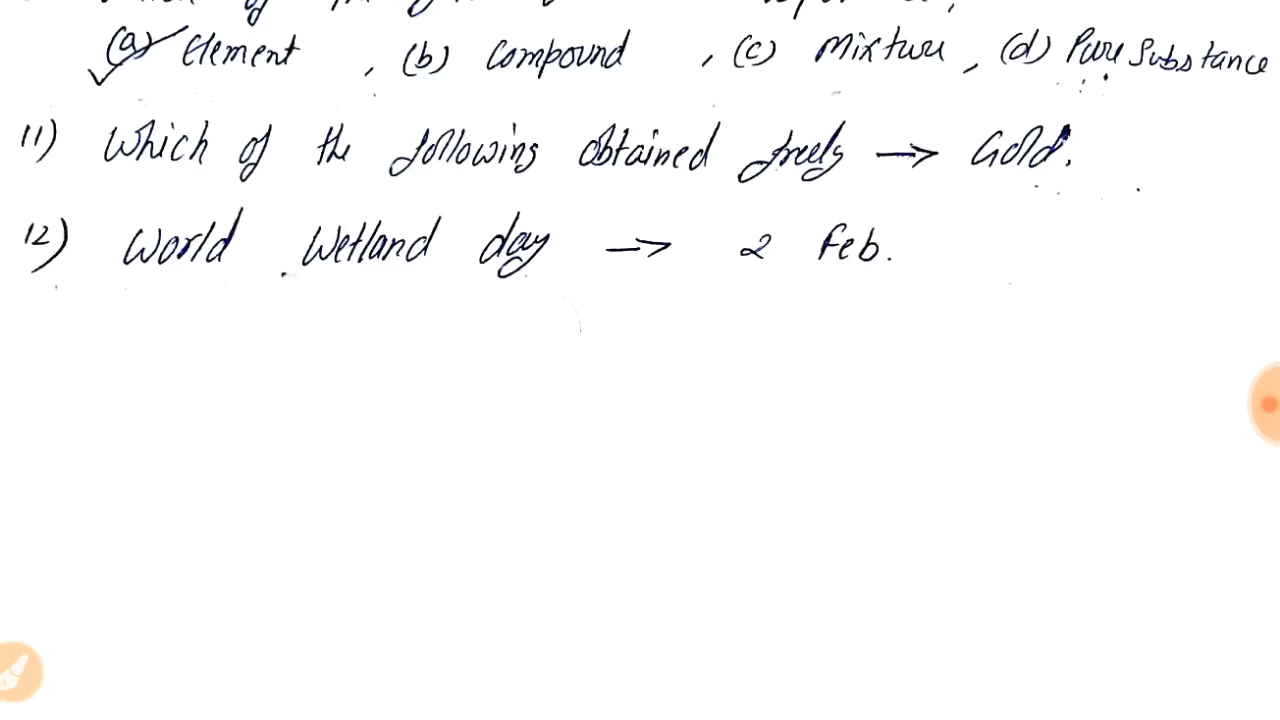 (a) Element , (b) Compound , (c) Mixture , (d) Pure Substance
11) Which of the following obtained freely → Gold.
12) World Wetland day → 2 Feb.